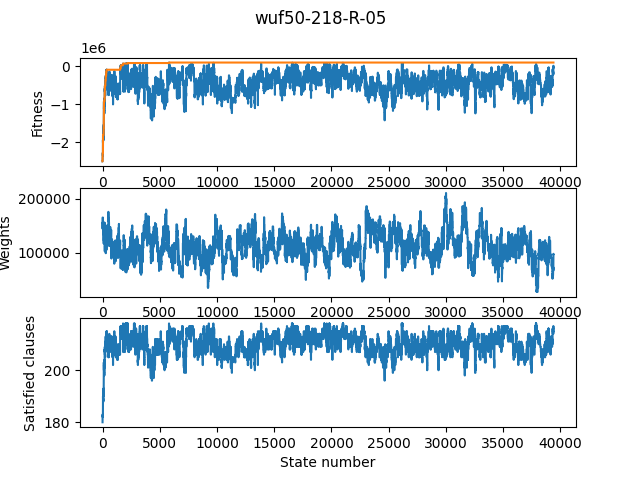 wuf50-218-R-05
1e6
0
−1
−2
Fitness
0 5000 10000 15000 20000 25000 30000 35000 40000
200000
100000
Weights
0 5000 10000 15000 20000 25000 30000 35000 40000
200
180
Satisfied clauses
0 5000 10000 15000 20000 25000 30000 35000 40000
State number